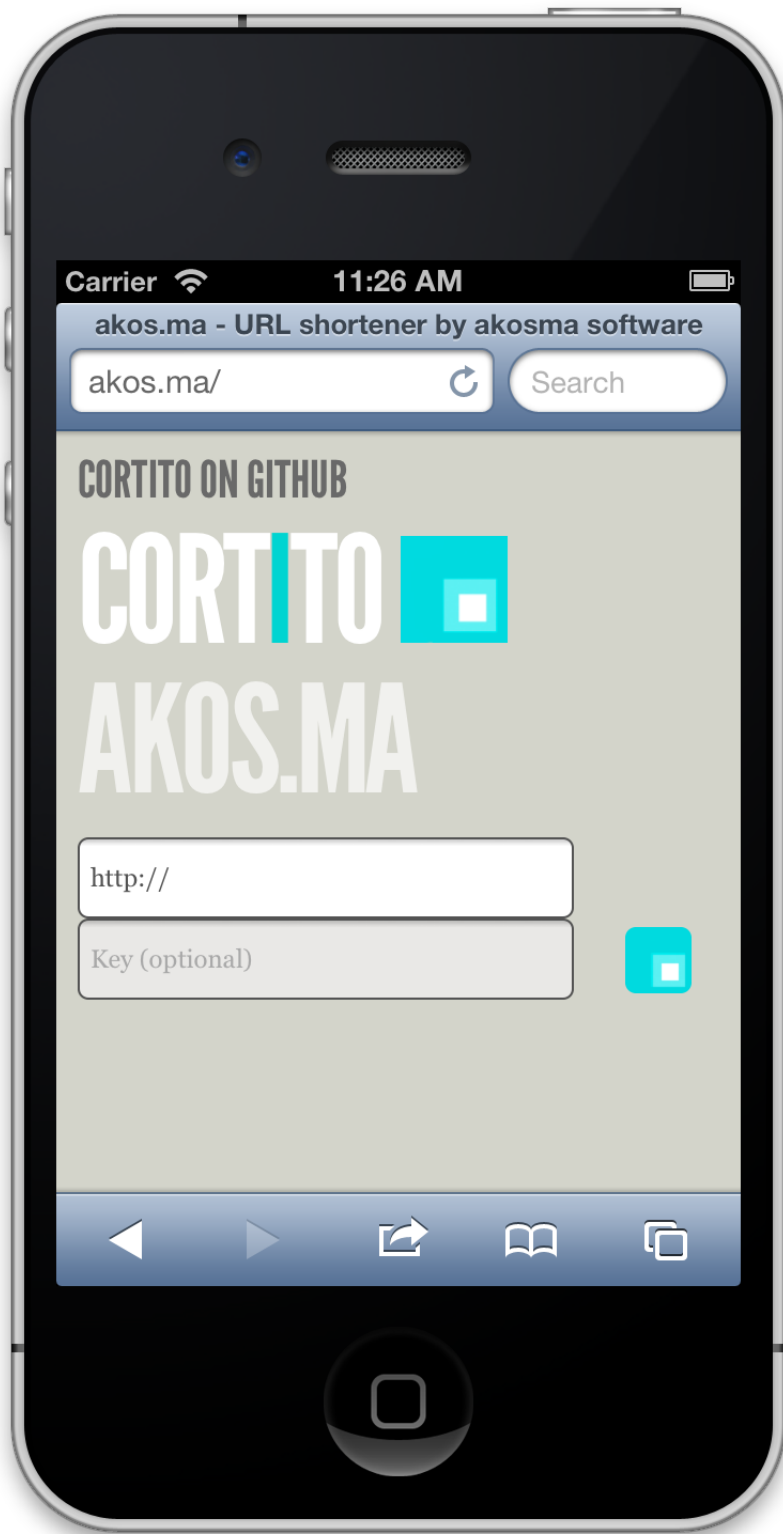 Carrier 11:26 AM
akos.ma - URL shortener by akosma software
akos.ma/ Search
CORTITO ON GITHUB
CORTITO
AKOS.MA
http://
Key (optional)